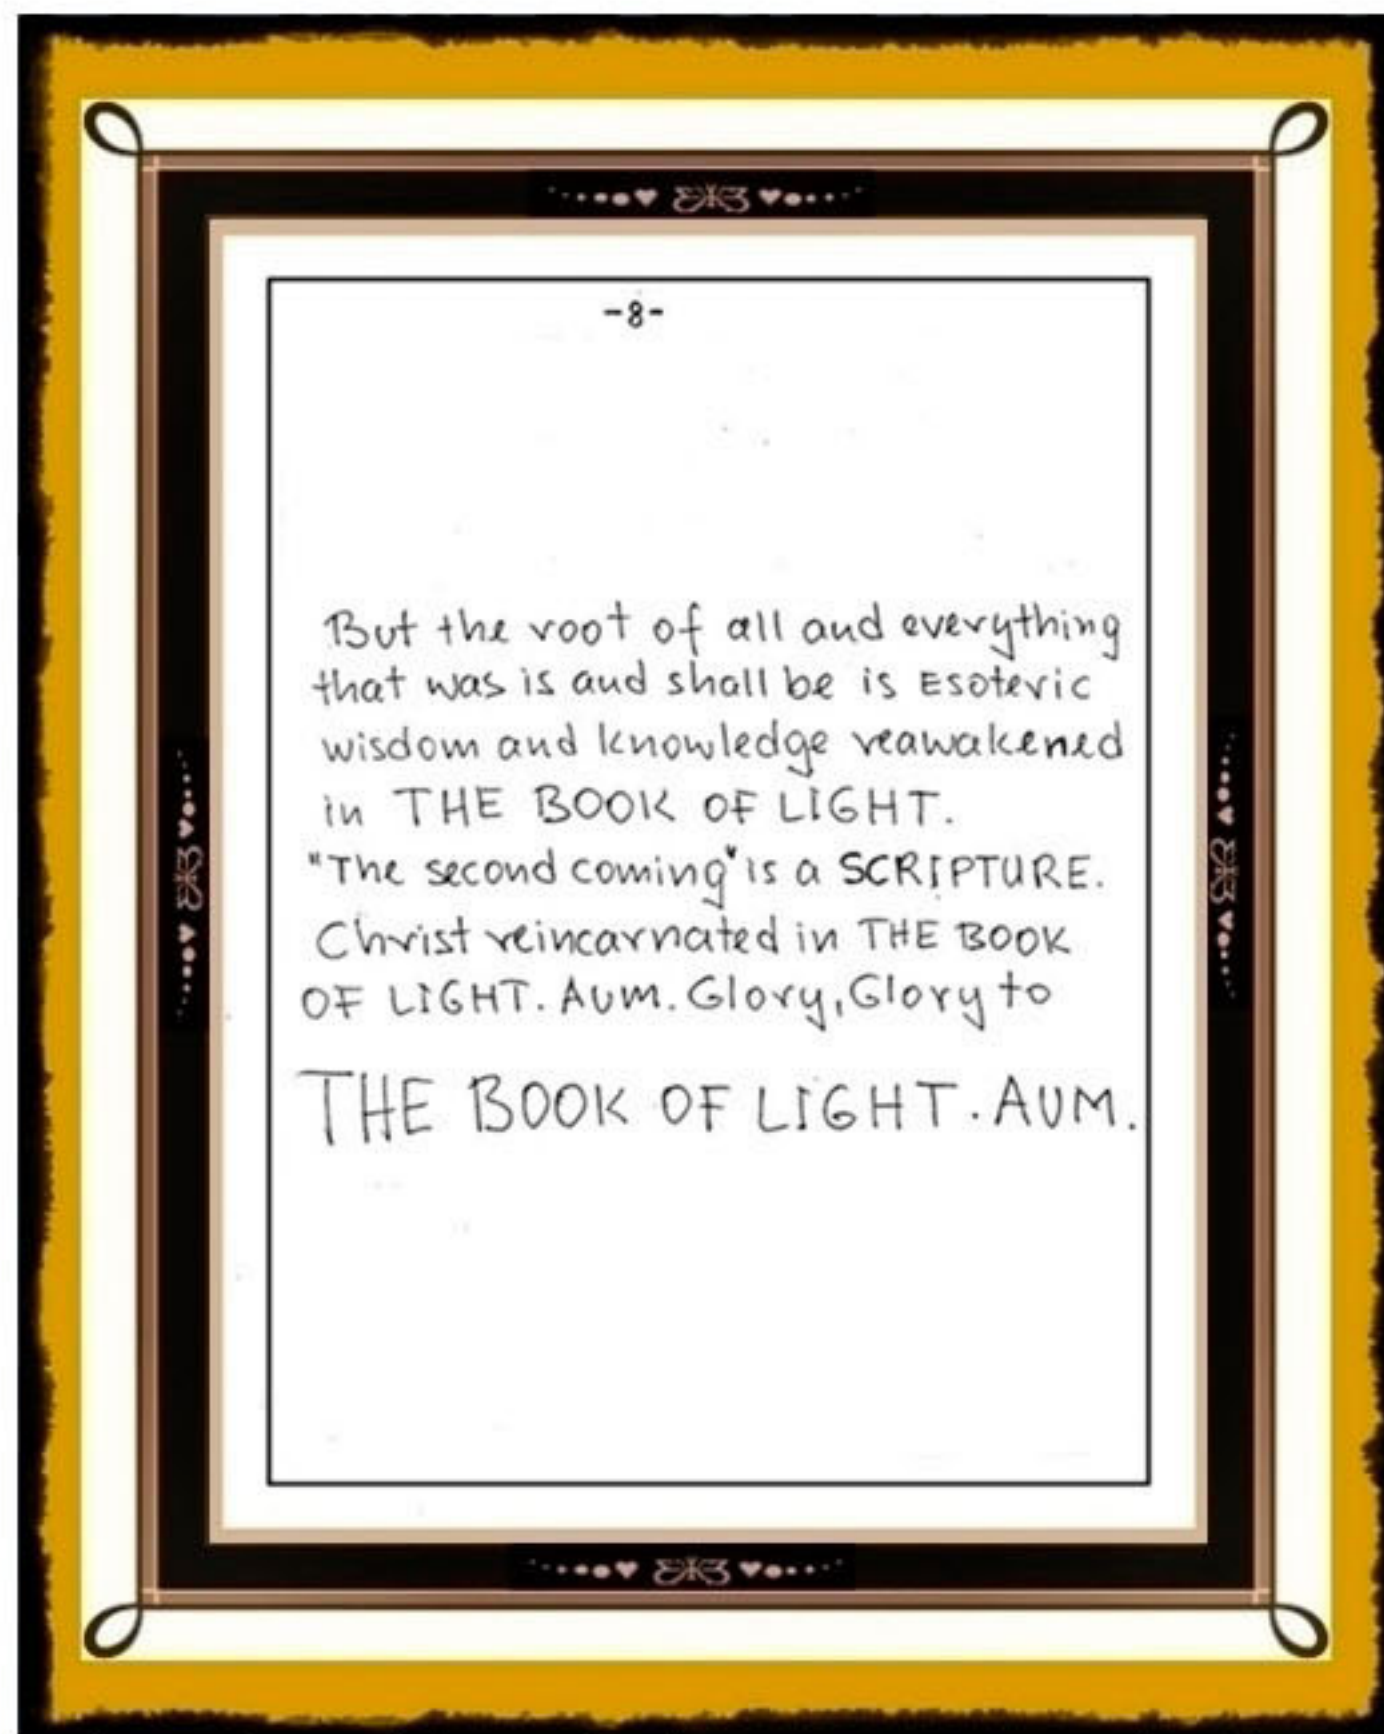 -8-
But the root of all and everything
that was is and shall be is Esoteric
wisdom and knowledge reawakened
in THE BOOK OF LIGHT.
"The second coming" is a SCRIPTURE.
Christ reincarnated in THE BOOK
OF LIGHT. AUM. Glory, Glory to
THE BOOK OF LIGHT. AUM.